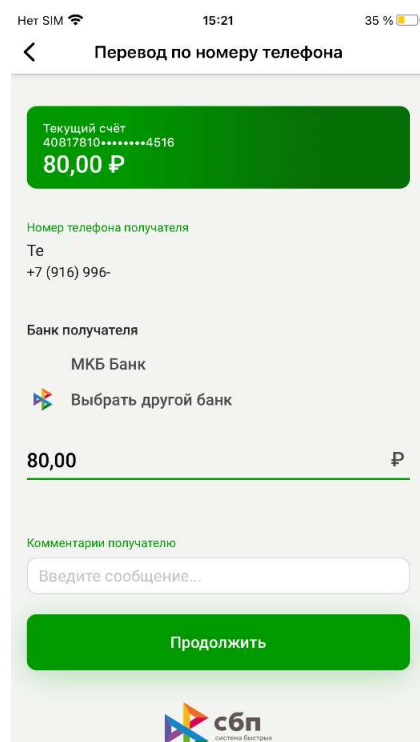 Нет SIM 15:21 35 %
Перевод по номеру телефона
Текущий счёт
40817810••••••••4516
80,00 ₽
Номер телефона получателя
Те
+7 (916) 996-
Банк получателя
МКБ Банк
Выбрать другой банк
80,00 ₽
Комментарии получателю
Введите сообщение...
Продолжить
сбп
система быстрых